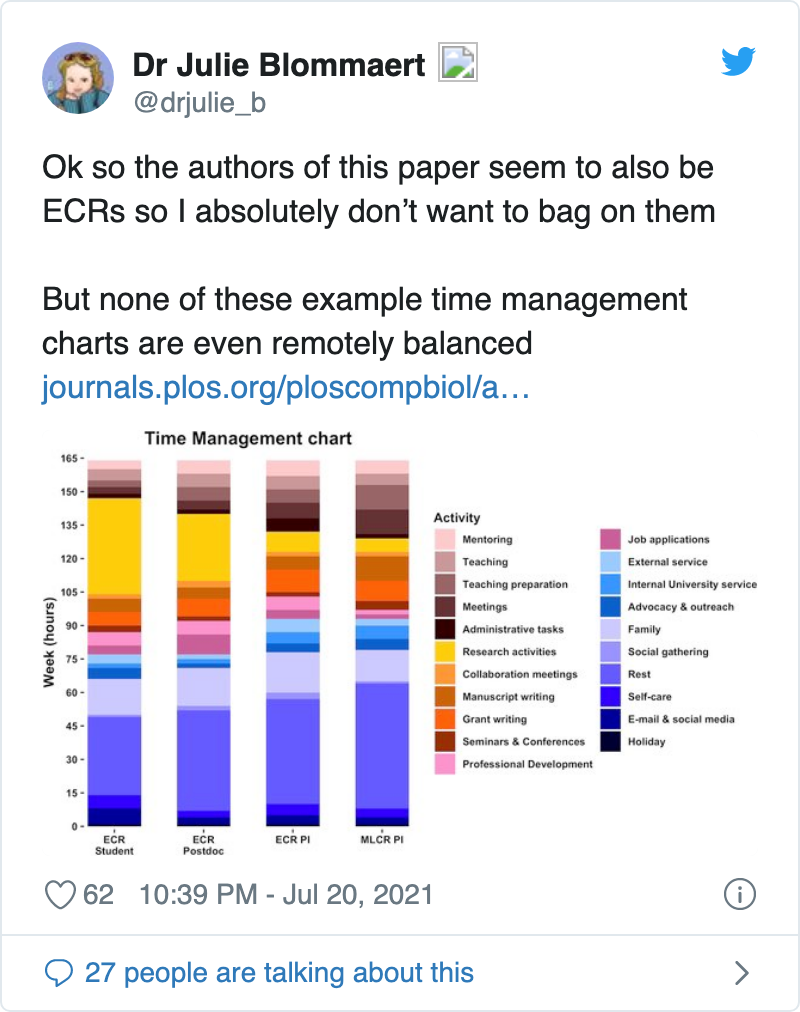 Dr Julie Blommaert
@drjulie_b
Ok so the authors of this paper seem to also be
ECRs so I absolutely don’t want to bag on them
But none of these example time management
charts are even remotely balanced
journals.plos.org/ploscompbiol/a…
Time Management chart
Week (hours)
165
150
135
120
105
90
75
60
45
30
15
0
ECR
Student
ECR
Postdoc
ECR PI
MLCR PI
Activity
Mentoring
Teaching
Teaching preparation
Meetings
Administrative tasks
Research activities
Collaboration meetings
Manuscript writing
Grant writing
Seminars & Conferences
Professional Development
Job applications
External service
Internal University service
Advocacy & outreach
Family
Social gathering
Rest
Self-care
E-mail & social media
Holiday
62 10:39 PM - Jul 20, 2021
27 people are talking about this